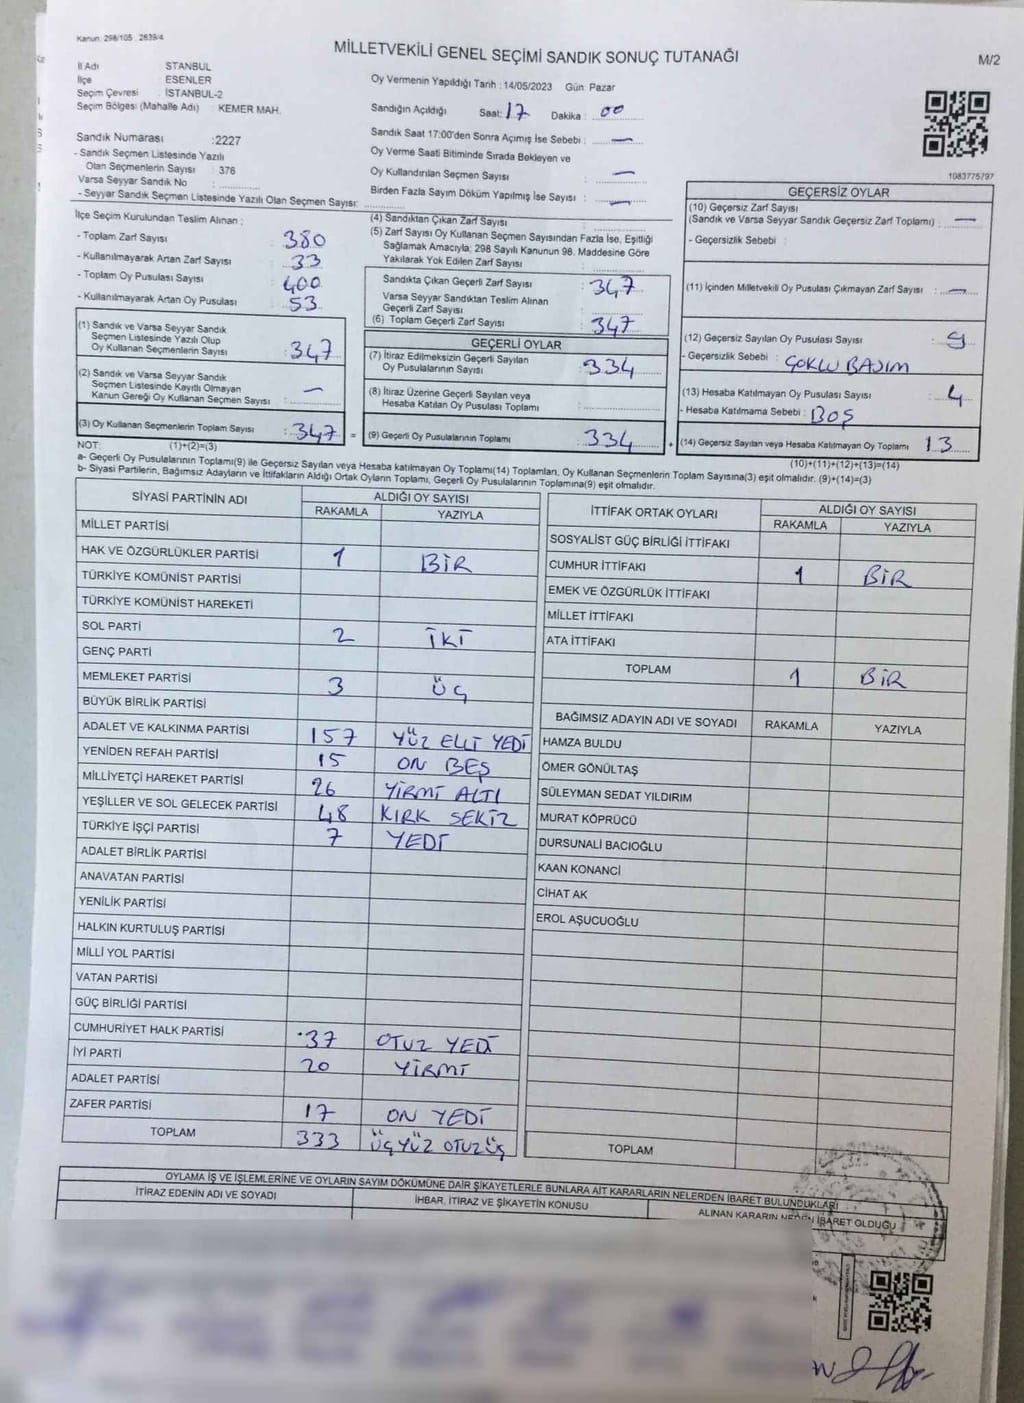 Kanun: 298/105 2839/4
MİLLETVEKİLİ GENEL SEÇİMİ SANDIK SONUÇ TUTANAĞI
M/2
İl Adı STANBUL
İlçe ESENLER
Seçim Çevresi İSTANBUL-2
Seçim Bölgesi (Mahalle Adı) : KEMER MAH.
Sandık Numarası :2227
- Sandık Seçmen Listesinde Yazılı
Olan Seçmenlerin Sayısı : 376
Varsa Seyyar Sandık No :
- Seyyar Sandık Seçmen Listesinde Yazılı Olan Seçmen Sayısı:
Oy Vermenin Yapıldığı Tarih : 14/05/2023 Gün: Pazar
Sandığın Açıldığı Saat: 17 Dakika : 00
Sandık Saat 17:00'den Sonra Açımış İse Sebebi : —
Oy Verme Saati Bitiminde Sırada Bekleyen ve
Oy Kullandırılan Seçmen Sayısı : —
Birden Fazla Sayım Döküm Yapılmış İse Sayısı : —
1083775797
İlçe Seçim Kurulundan Teslim Alınan :
- Toplam Zarf Sayısı : 380
- Kullanılmayarak Artan Zarf Sayısı : 33
- Toplam Oy Pusulası Sayısı : 400
- Kullanılmayarak Artan Oy Pusulası : 53
(1) Sandık ve Varsa Seyyar Sandık
Seçmen Listesinde Yazılı Olup
Oy Kullanan Seçmenlerin Sayısı : 347
(2) Sandık ve Varsa Seyyar Sandık
Seçmen Listesinde Kayıtlı Olmayan
Kanun Gereği Oy Kullanan Seçmen Sayısı : —
(3) Oy Kullanan Seçmenlerin Toplam Sayısı : 347 =
(4) Sandıktan Çıkan Zarf Sayısı :
(5) Zarf Sayısı Oy Kullanan Seçmen Sayısından Fazla İse, Eşitliği
Sağlamak Amacıyla, 298 Sayılı Kanunun 98. Maddesine Göre
Yakılarak Yok Edilen Zarf Sayısı :
Sandıkta Çıkan Geçerli Zarf Sayısı : 347
Varsa Seyyar Sandıktan Teslim Alınan
Geçerli Zarf Sayısı :
(6) Toplam Geçerli Zarf Sayısı : 347
GEÇERLİ OYLAR
(7) İtiraz Edilmeksizin Geçerli Sayılan
Oy Pusulalarının Sayısı : 334
(8) İtiraz Üzerine Geçerli Sayılan veya
Hesaba Katılan Oy Pusulası Toplamı :
(9) Geçerli Oy Pusulalarının Toplamı : 334 +
GEÇERSİZ OYLAR
(10) Geçersiz Zarf Sayısı
(Sandık ve Varsa Seyyar Sandık Geçersiz Zarf Toplamı) : —
- Geçersizlik Sebebi :
(11) İçinden Milletvekili Oy Pusulası Çıkmayan Zarf Sayısı : —
(12) Geçersiz Sayılan Oy Pusulası Sayısı : 9
- Geçersizlik Sebebi : ÇOKLU BASIM
(13) Hesaba Katılmayan Oy Pusulası Sayısı : 4
- Hesaba Katılmama Sebebi : BOŞ
(14) Geçersiz Sayılan veya Hesaba Katılmayan Oy Toplamı 13
NOT: (1)+(2)=(3)
(10)+(11)+(12)+(13)=(14)
a- Geçerli Oy Pusulalarının Toplamı(9) ile Geçersiz Sayılan veya Hesaba katılmayan Oy Toplamı(14) Toplamları, Oy Kullanan Seçmenlerin Toplam Sayısına(3) eşit olmalıdır. (9)+(14)=(3)
b- Siyasi Partilerin, Bağımsız Adayların ve İttifakların Aldığı Ortak Oyların Toplamı, Geçerli Oy Pusulalarının Toplamına(9) eşit olmalıdır.
SİYASİ PARTİNİN ADI ALDIĞI OY SAYISI
RAKAMLA YAZIYLA
MİLLET PARTİSİ
HAK VE ÖZGÜRLÜKLER PARTİSİ 1 BİR
TÜRKİYE KOMÜNİST PARTİSİ
TÜRKİYE KOMÜNİST HAREKETİ
SOL PARTİ 2 İKİ
GENÇ PARTİ
MEMLEKET PARTİSİ 3 ÜÇ
BÜYÜK BİRLİK PARTİSİ
ADALET VE KALKINMA PARTİSİ 157 YÜZ ELLİ YEDİ
YENİDEN REFAH PARTİSİ 15 ON BEŞ
MİLLİYETÇİ HAREKET PARTİSİ 26 YİRMİ ALTI
YEŞİLLER VE SOL GELECEK PARTİSİ 48 KIRK SEKİZ
TÜRKİYE İŞÇİ PARTİSİ 7 YEDİ
ADALET BİRLİK PARTİSİ
ANAVATAN PARTİSİ
YENİLİK PARTİSİ
HALKIN KURTULUŞ PARTİSİ
MİLLİ YOL PARTİSİ
VATAN PARTİSİ
GÜÇ BİRLİĞİ PARTİSİ
CUMHURİYET HALK PARTİSİ 37 OTUZ YEDİ
İYİ PARTİ 20 YİRMİ
ADALET PARTİSİ
ZAFER PARTİSİ 17 ON YEDİ
TOPLAM 333 ÜÇYÜZ OTUZÜÇ
İTTİFAK ORTAK OYLARI ALDIĞI OY SAYISI
RAKAMLA YAZIYLA
SOSYALİST GÜÇ BİRLİĞİ İTTİFAKI
CUMHUR İTTİFAKI 1 BİR
EMEK VE ÖZGÜRLÜK İTTİFAKI
MİLLET İTTİFAKI
ATA İTTİFAKI
TOPLAM 1 BİR
BAĞIMSIZ ADAYIN ADI VE SOYADI RAKAMLA YAZIYLA
HAMZA BULDU
ÖMER GÖNÜLTAŞ
SÜLEYMAN SEDAT YILDIRIM
MURAT KÖPRÜCÜ
DURSUNALİ BACIOĞLU
KAAN KONANCİ
CİHAT AK
EROL AŞUCUOĞLU
TOPLAM
OYLAMA İŞ VE İŞLEMLERİNE VE OYLARIN SAYIM DÖKÜMÜNE DAİR ŞİKAYETLERLE BUNLARA AİT KARARLARIN NELERDEN İBARET BULUNDUKLARI
İTİRAZ EDENİN ADI VE SOYADI İHBAR, İTİRAZ VE ŞİKAYETİN KONUSU ALINAN KARARIN NEDEN İBARET OLDUĞU